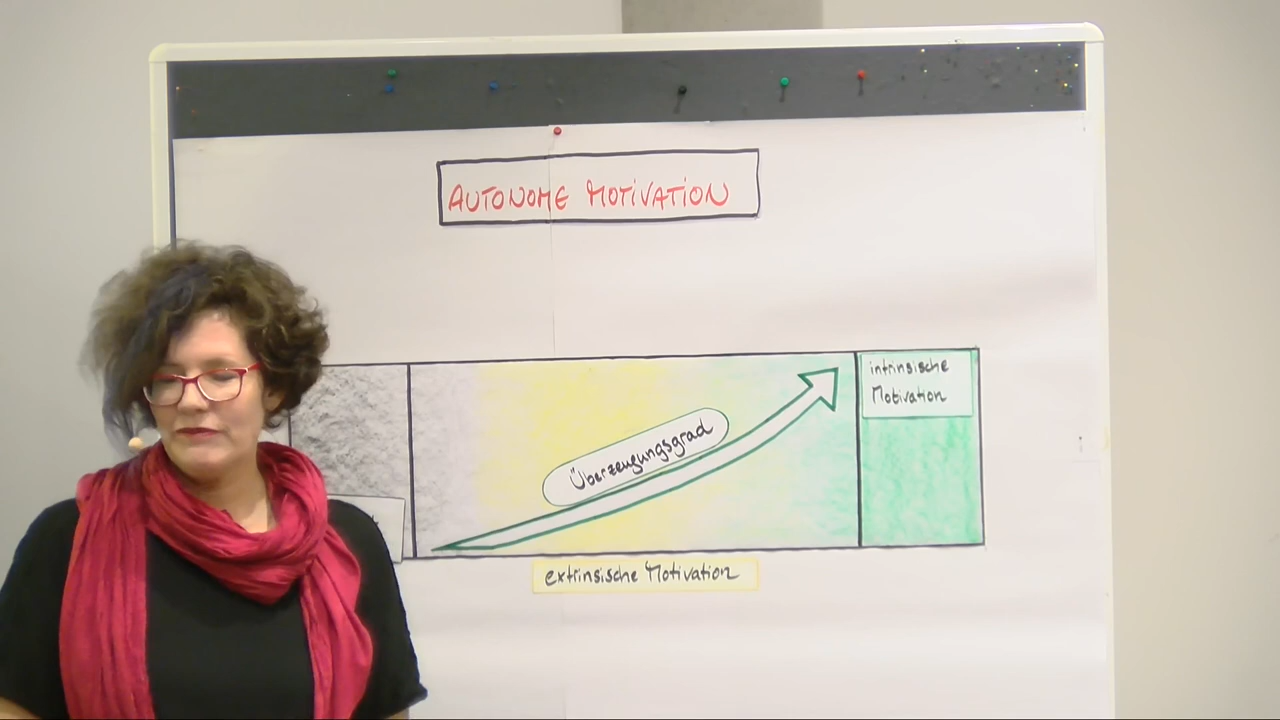 AUTONOME MOTIVATION
intrinsische
Motivation
Überzeugungsgrad
extrinsische Motivation